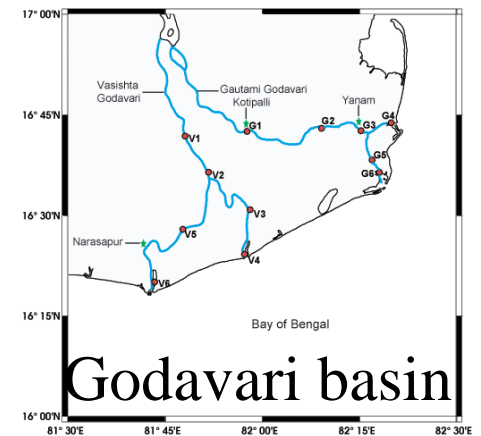 17° 00'N
Vasishta
Godavari
Gautami Godavari
Kotipalli
Yanam
16° 45'N
G1
G2
G3
G4
V1
G5
G6
V2
16° 30'N
V3
V5
Narasapur
V4
V6
16° 15'N
Bay of Bengal
Godavari basin
16° 00'N
81° 30'E
81° 45'E
82° 00'E
82° 15'E
82° 30'E